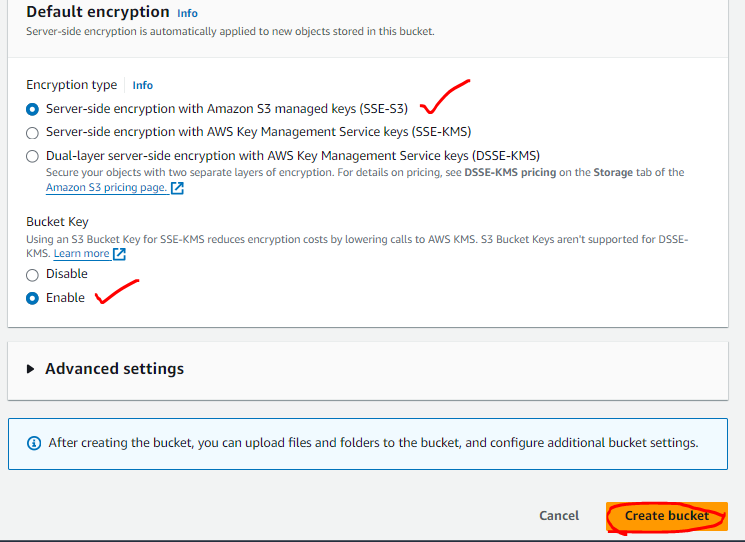 Default encryption Info
Server-side encryption is automatically applied to new objects stored in this bucket.
Encryption type Info
Server-side encryption with Amazon S3 managed keys (SSE-S3)
Server-side encryption with AWS Key Management Service keys (SSE-KMS)
Dual-layer server-side encryption with AWS Key Management Service keys (DSSE-KMS)
Secure your objects with two separate layers of encryption. For details on pricing, see DSSE-KMS pricing on the Storage tab of the
Amazon S3 pricing page.
Bucket Key
Using an S3 Bucket Key for SSE-KMS reduces encryption costs by lowering calls to AWS KMS. S3 Bucket Keys aren't supported for DSSE-
KMS. Learn more
Disable
Enable
Advanced settings
After creating the bucket, you can upload files and folders to the bucket, and configure additional bucket settings.
Cancel Create bucket